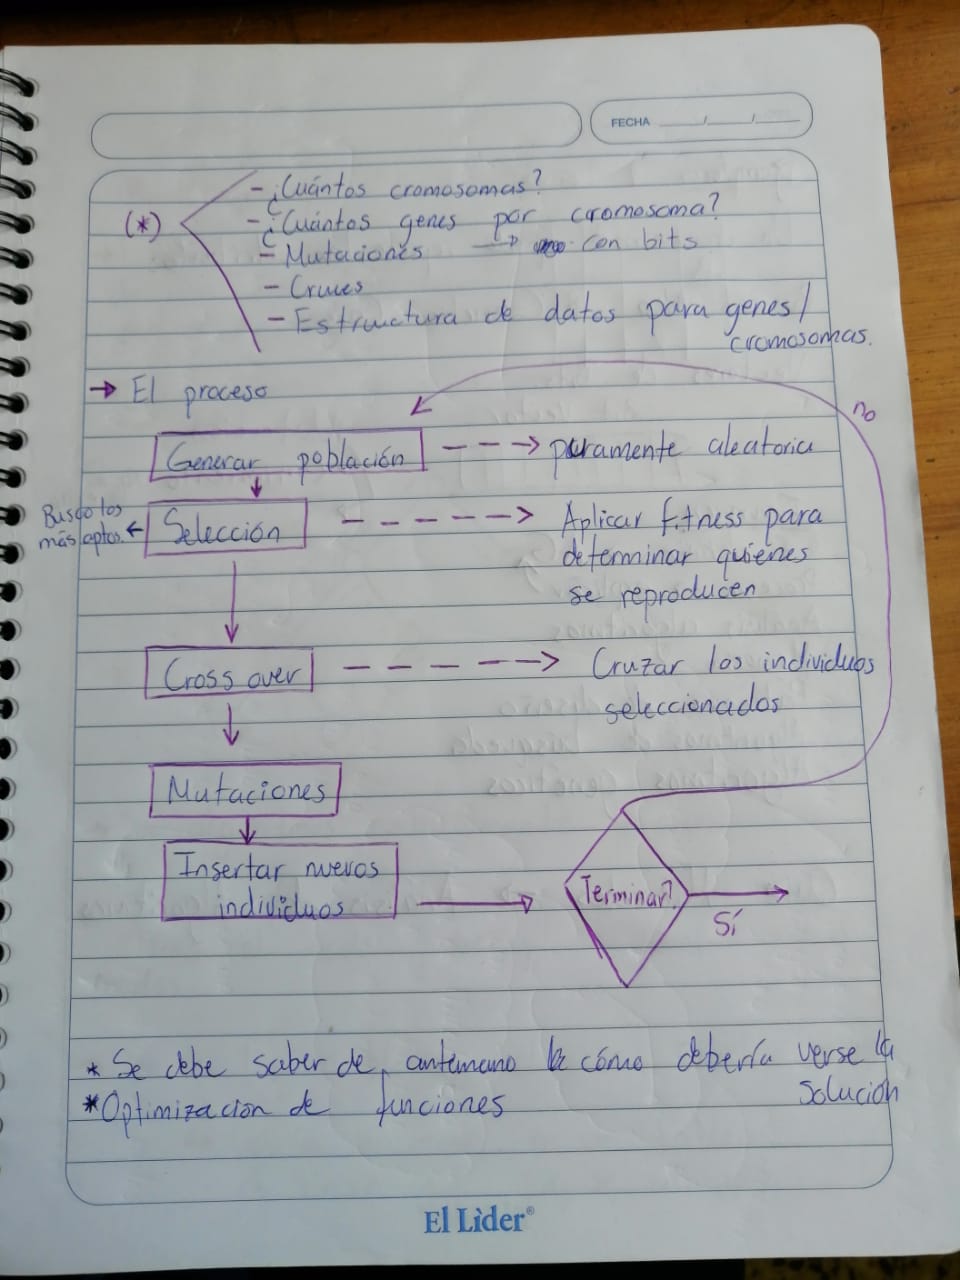 FECHA ___/___/___
(*)
- ¿Cuántos cromosomas?
- ¿Cuántos genes por cromosoma?
- Mutaciones → con bits
- Cruces
- Estructura de datos para genes/
cromosomas.
→ El proceso
no
Generar población ---> puramente aleatoria
Busco los
más aptos. ← Selección ---> Aplicar fitness para
determinar quiénes
se reproducen
Cross over ---> Cruzar los individuos
seleccionados
Mutaciones
Insertar nuevos
individuos
Terminar?
Sí
* Se debe saber de antemano cómo debería verse la
solución
* Optimización de funciones
El Lìder®